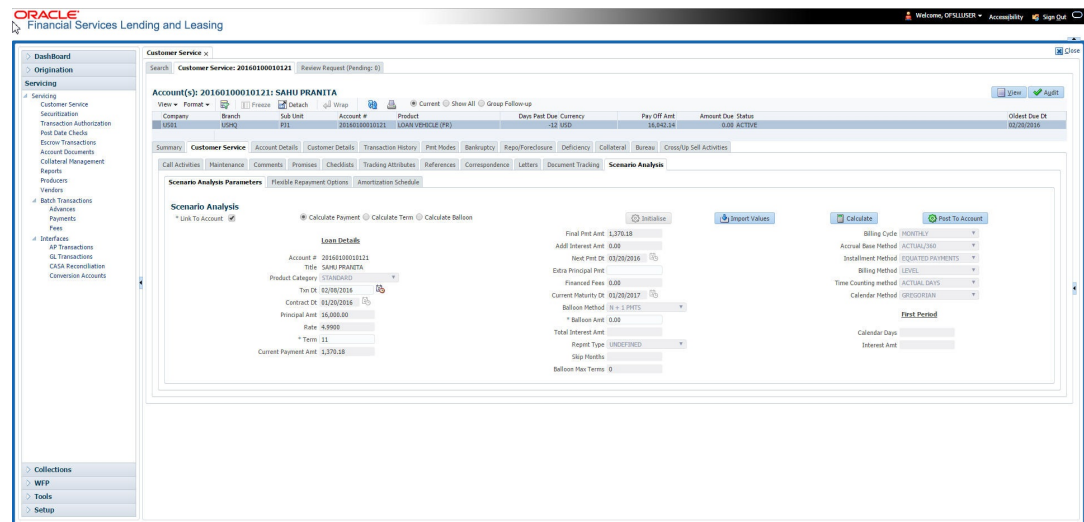 ORACLE
Financial Services Lending and Leasing
Welcome, OFSLLUSER
Accessibility
Sign Out
Close
DashBoard
Origination
Servicing
Servicing
Customer Service
Securitization
Transaction Authorization
Post Date Checks
Escrow Transactions
Account Documents
Collateral Management
Reports
Producers
Vendors
Batch Transactions
Advances
Payments
Fees
Interfaces
AP Transactions
GL Transactions
CASA Reconciliation
Conversion Accounts
Collections
WFP
Tools
Setup
Customer Service x
Search Customer Service: 20160100010121 Review Request (Pending: 0)
Account(s): 20160100010121: SAHU PRANITA
View Audit
View Format Freeze Detach Wrap Current Show All Group Follow-up
Company Branch Sub Unit Account # Product Days Past Due Currency Pay Off Amt Amount Due Status Oldest Due Dt
US01 USHQ 20160100010121 LOAN VEHICLE (FR) -12 USD 16,042.14 0.00 ACTIVE 02/20/2016
Summary Customer Service Account Details Customer Details Transaction History Pmt Modes Bankruptcy Repo/Foreclosure Deficiency Collateral Bureau Cross/Up Sell Activities
Call Activities Maintenance Comments Promises Checklists Tracking Attributes References Correspondence Letters Document Tracking Scenario Analysis
Scenario Analysis Parameters Flexible Repayment Options Amortization Schedule
Scenario Analysis
* Link To Account Calculate Payment Calculate Term Calculate Balloon
Initialise Import Values Calculate Post To Account
Loan Details
Account # 20160100010121
Title SAHU PRANITA
Product Category STANDARD
Txn Dt 02/08/2016
Contract Dt 01/20/2016
Principal Amt 16,000.00
Rate 4.9900
* Term 11
Current Payment Amt 1,370.18
Final Pmt Amt 1,370.18
Addl Interest Amt 0.00
Next Pmt Dt 03/20/2016
Extra Principal Pmt
Financed Fees 0.00
Current Maturity Dt 01/20/2017
Balloon Method N + 1 PMTS
* Balloon Amt 0.00
Total Interest Amt
Repmt Type UNDEFINED
Skip Months
Balloon Max Terms 0
Billing Cycle MONTHLY
Accrual Base Method ACTUAL/360
Installment Method EQUATED PAYMENTS
Billing Method LEVEL
Time Counting method ACTUAL DAYS
Calendar Method GREGORIAN
First Period
Calendar Days
Interest Amt